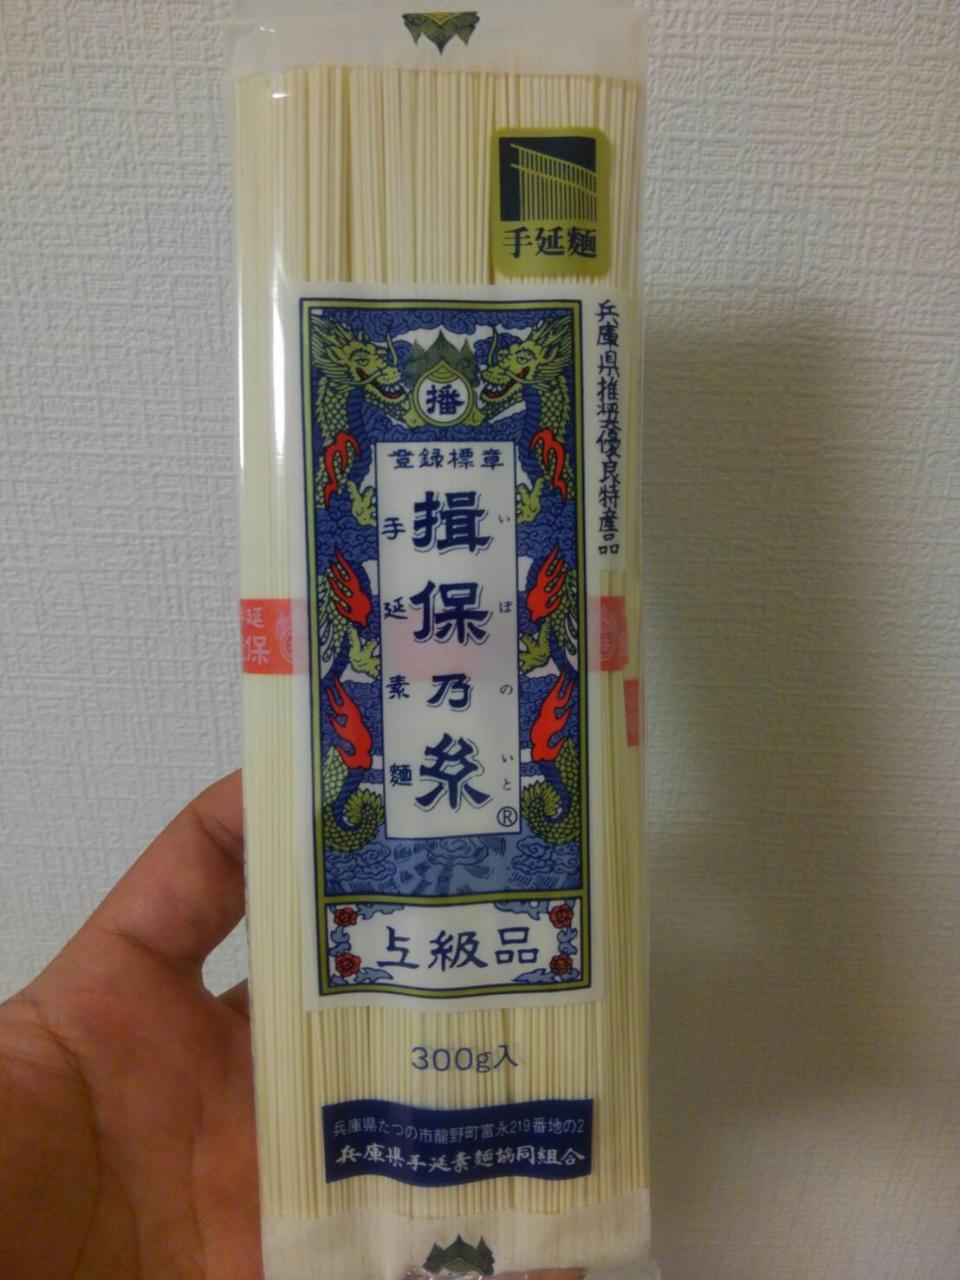 手延麺
兵庫県推奨優良特産品
播
登録標章
手延素麺
揖保乃糸
いぼのいと
®
延
保
上級品
300g入
兵庫県たつの市龍野町富永219番地の2
兵庫県手延素麺協同組合